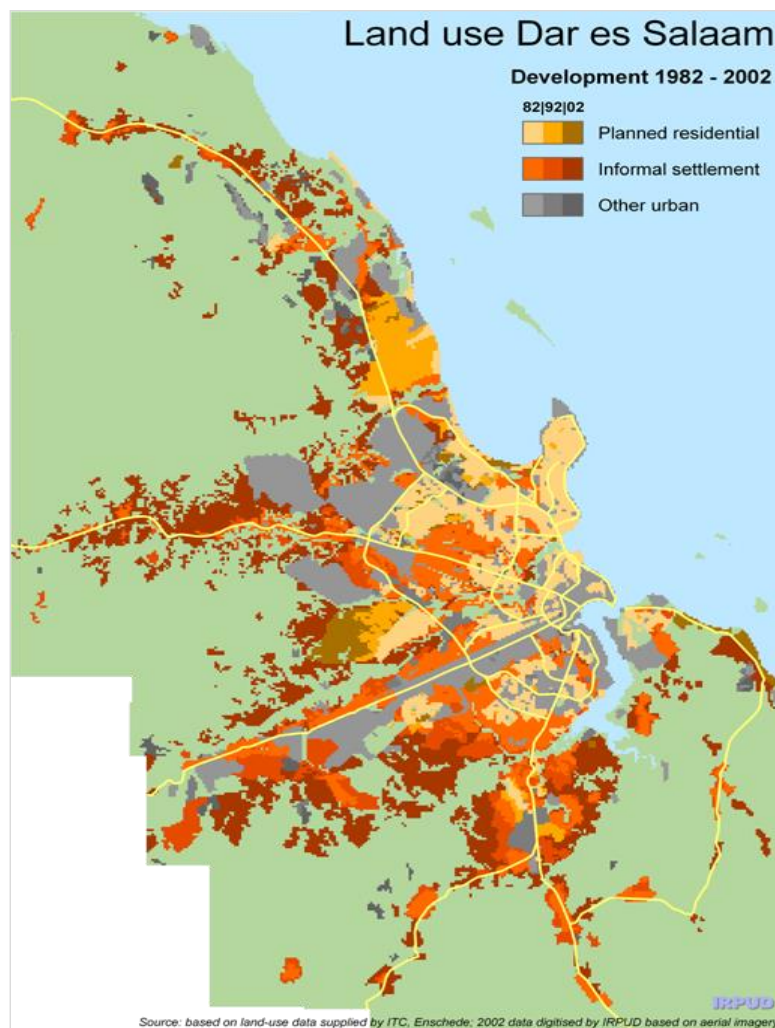 Land use Dar es Salaam
Development 1982 - 2002
82|92|02
Planned residential
Informal settlement
Other urban
IRPUD
Source: based on land-use data supplied by ITC, Enschede; 2002 data digitised by IRPUD based on aerial imagery